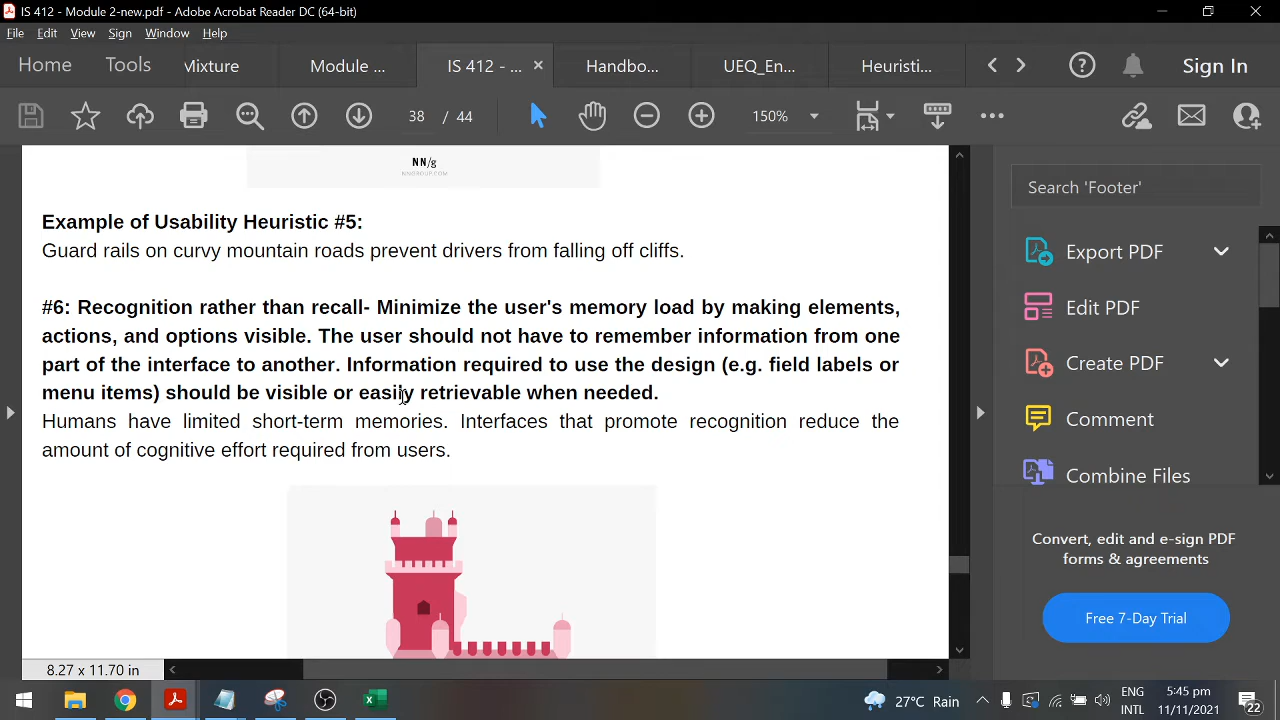 IS 412 - Module 2-new.pdf - Adobe Acrobat Reader DC (64-bit)
File Edit View Sign Window Help
Home Tools Mixture Module ... IS 412 - ... × Handbo... UEQ_En... Heuristi... Sign In
38 / 44 150%
NN/g
NNGROUP.COM
Example of Usability Heuristic #5:
Guard rails on curvy mountain roads prevent drivers from falling off cliffs.
#6: Recognition rather than recall- Minimize the user's memory load by making elements,
actions, and options visible. The user should not have to remember information from one
part of the interface to another. Information required to use the design (e.g. field labels or
menu items) should be visible or easily retrievable when needed.
Humans have limited short-term memories. Interfaces that promote recognition reduce the
amount of cognitive effort required from users.
Search 'Footer'
Export PDF
Edit PDF
Create PDF
Comment
Combine Files
Convert, edit and e-sign PDF
forms & agreements
Free 7-Day Trial
8.27 x 11.70 in
27°C Rain
ENG
INTL
5:45 pm
11/11/2021
22